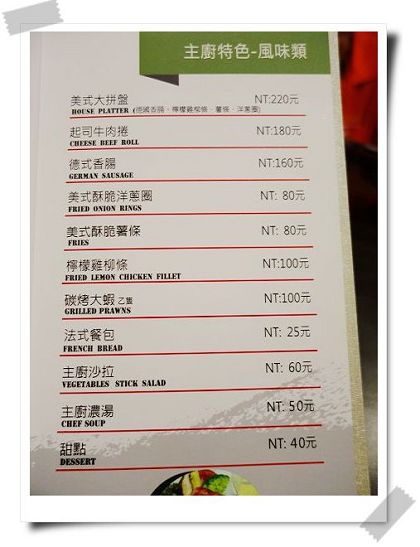 主廚特色-風味類
美式大拼盤 NT:220元
HOUSE PLATTER (德國香腸、檸檬雞柳條、薯條、洋蔥圈)
起司牛肉捲 NT:180元
CHEESE BEEF ROLL
德式香腸 NT:160元
GERMAN SAUSAGE
美式酥脆洋蔥圈 NT: 80元
FRIED ONION RINGS
美式酥脆薯條 NT: 80元
FRIES
檸檬雞柳條 NT:100元
FRIED LEMON CHICKEN FILLET
碳烤大蝦 乙隻 NT:100元
GRILLED PRAWNS
法式餐包 NT: 25元
FRENCH BREAD
主廚沙拉 NT: 60元
VEGETABLES STICK SALAD
主廚濃湯 NT: 50元
CHEF SOUP
甜點 NT: 40元
DESSERT